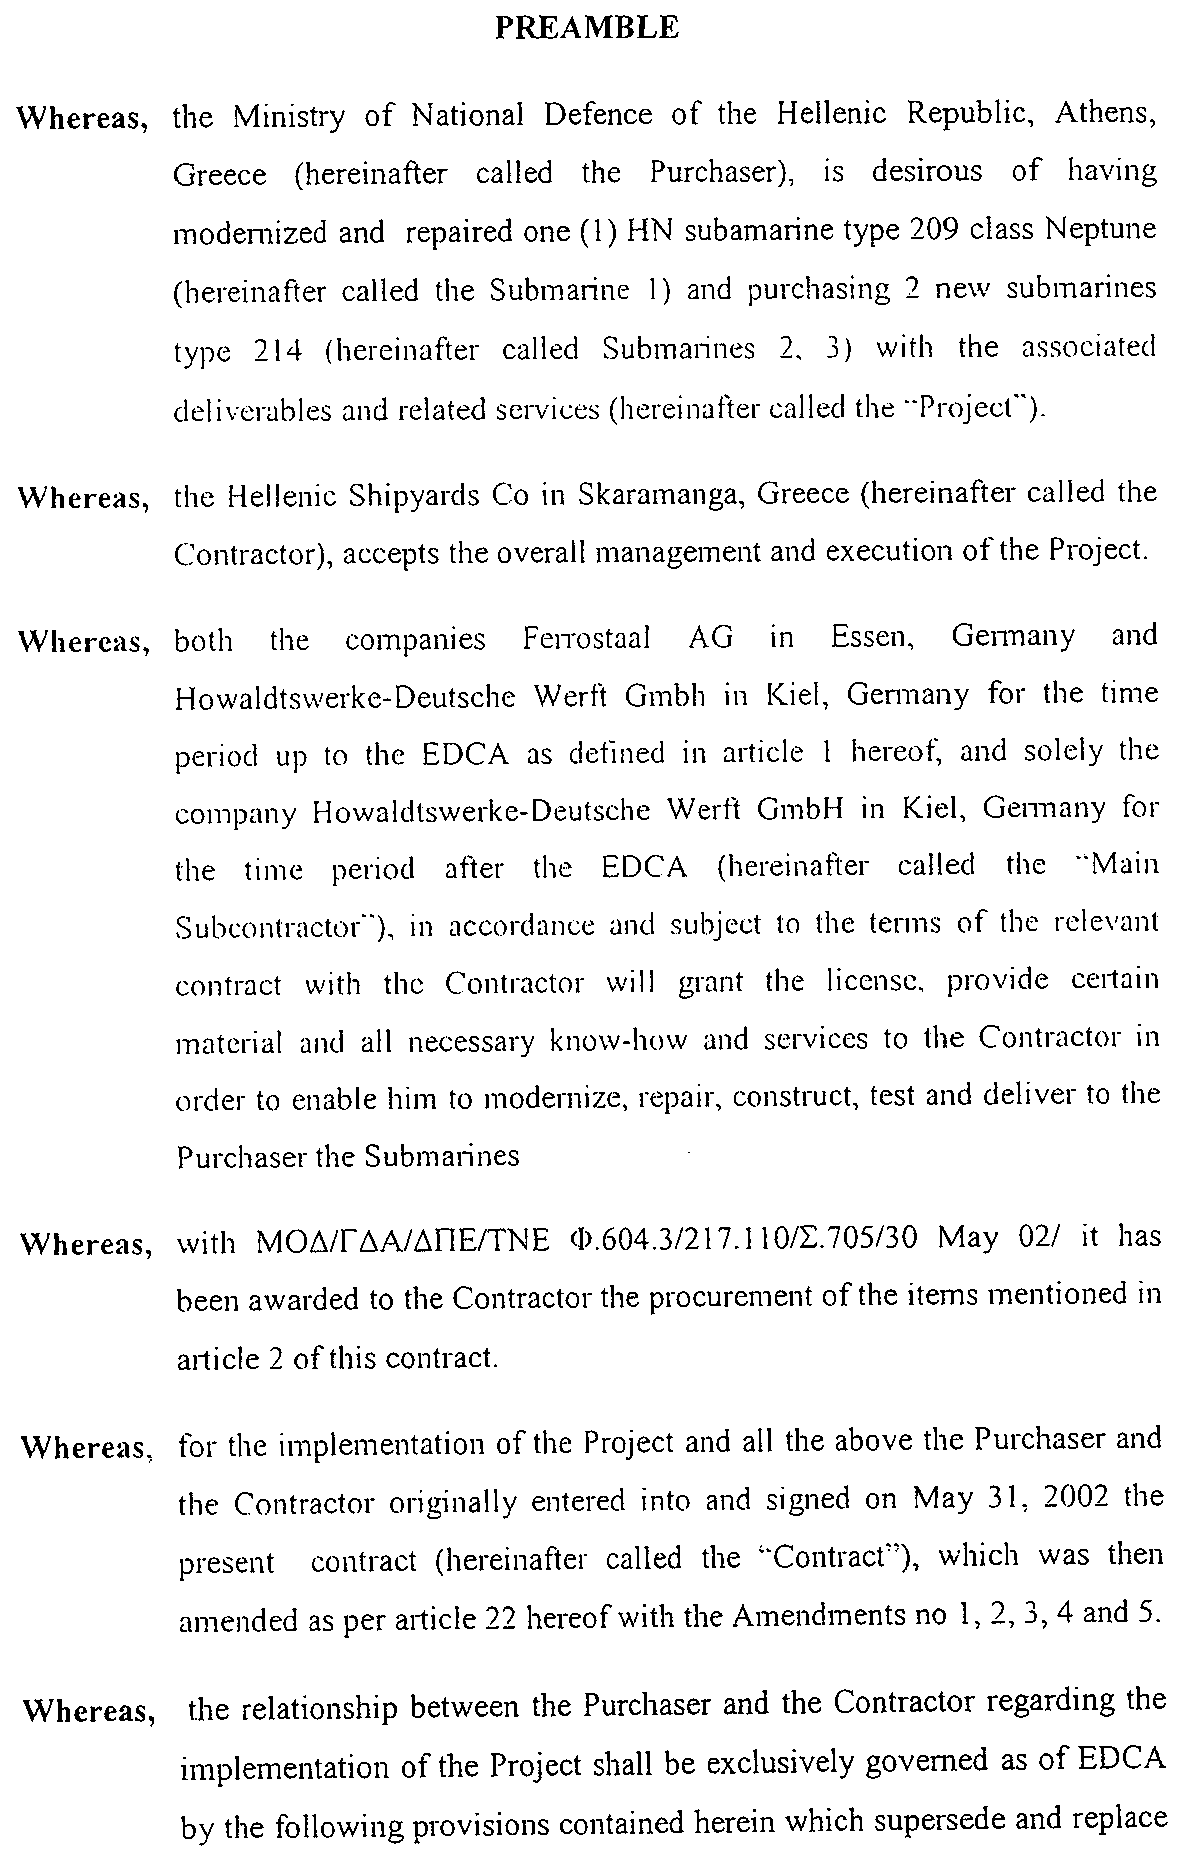 PREAMBLE
Whereas, the Ministry of National Defence of the Hellenic Republic, Athens,
Greece (hereinafter called the Purchaser), is desirous of having
modernized and repaired one (1) HN subamarine type 209 class Neptune
(hereinafter called the Submarine 1) and purchasing 2 new submarines
type 214 (hereinafter called Submarines 2, 3) with the associated
deliverables and related services (hereinafter called the "Project").
Whereas, the Hellenic Shipyards Co in Skaramanga, Greece (hereinafter called the
Contractor), accepts the overall management and execution of the Project.
Whereas, both the companies Ferrostaal AG in Essen, Germany and
Howaldtswerke-Deutsche Werft Gmbh in Kiel, Germany for the time
period up to the EDCA as defined in article 1 hereof, and solely the
company Howaldtswerke-Deutsche Werft GmbH in Kiel, Germany for
the time period after the EDCA (hereinafter called the "Main
Subcontractor"), in accordance and subject to the terms of the relevant
contract with the Contractor will grant the license, provide certain
material and all necessary know-how and services to the Contractor in
order to enable him to modernize, repair, construct, test and deliver to the
Purchaser the Submarines
Whereas, with ΜΟΔ/ΓΔΑ/ΔΠΕ/ΤΝΕ Φ.604.3/217.110/Σ.705/30 May 02/ it has
been awarded to the Contractor the procurement of the items mentioned in
article 2 of this contract.
Whereas, for the implementation of the Project and all the above the Purchaser and
the Contractor originally entered into and signed on May 31, 2002 the
present contract (hereinafter called the "Contract"), which was then
amended as per article 22 hereof with the Amendments no 1, 2, 3, 4 and 5.
Whereas, the relationship between the Purchaser and the Contractor regarding the
implementation of the Project shall be exclusively governed as of EDCA
by the following provisions contained herein which supersede and replace